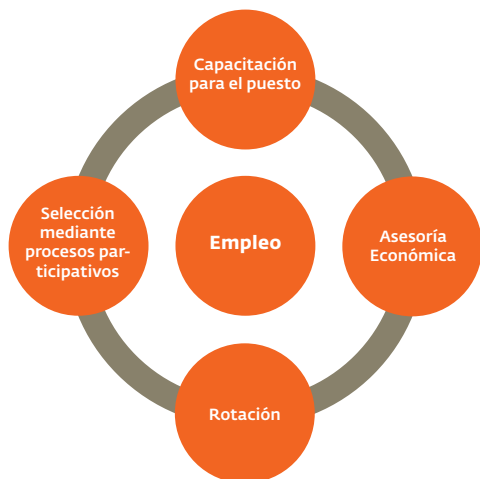 Capacitación
para el puesto
Selección
mediante
procesos par-
ticipativos
Empleo
Asesoría
Económica
Rotación